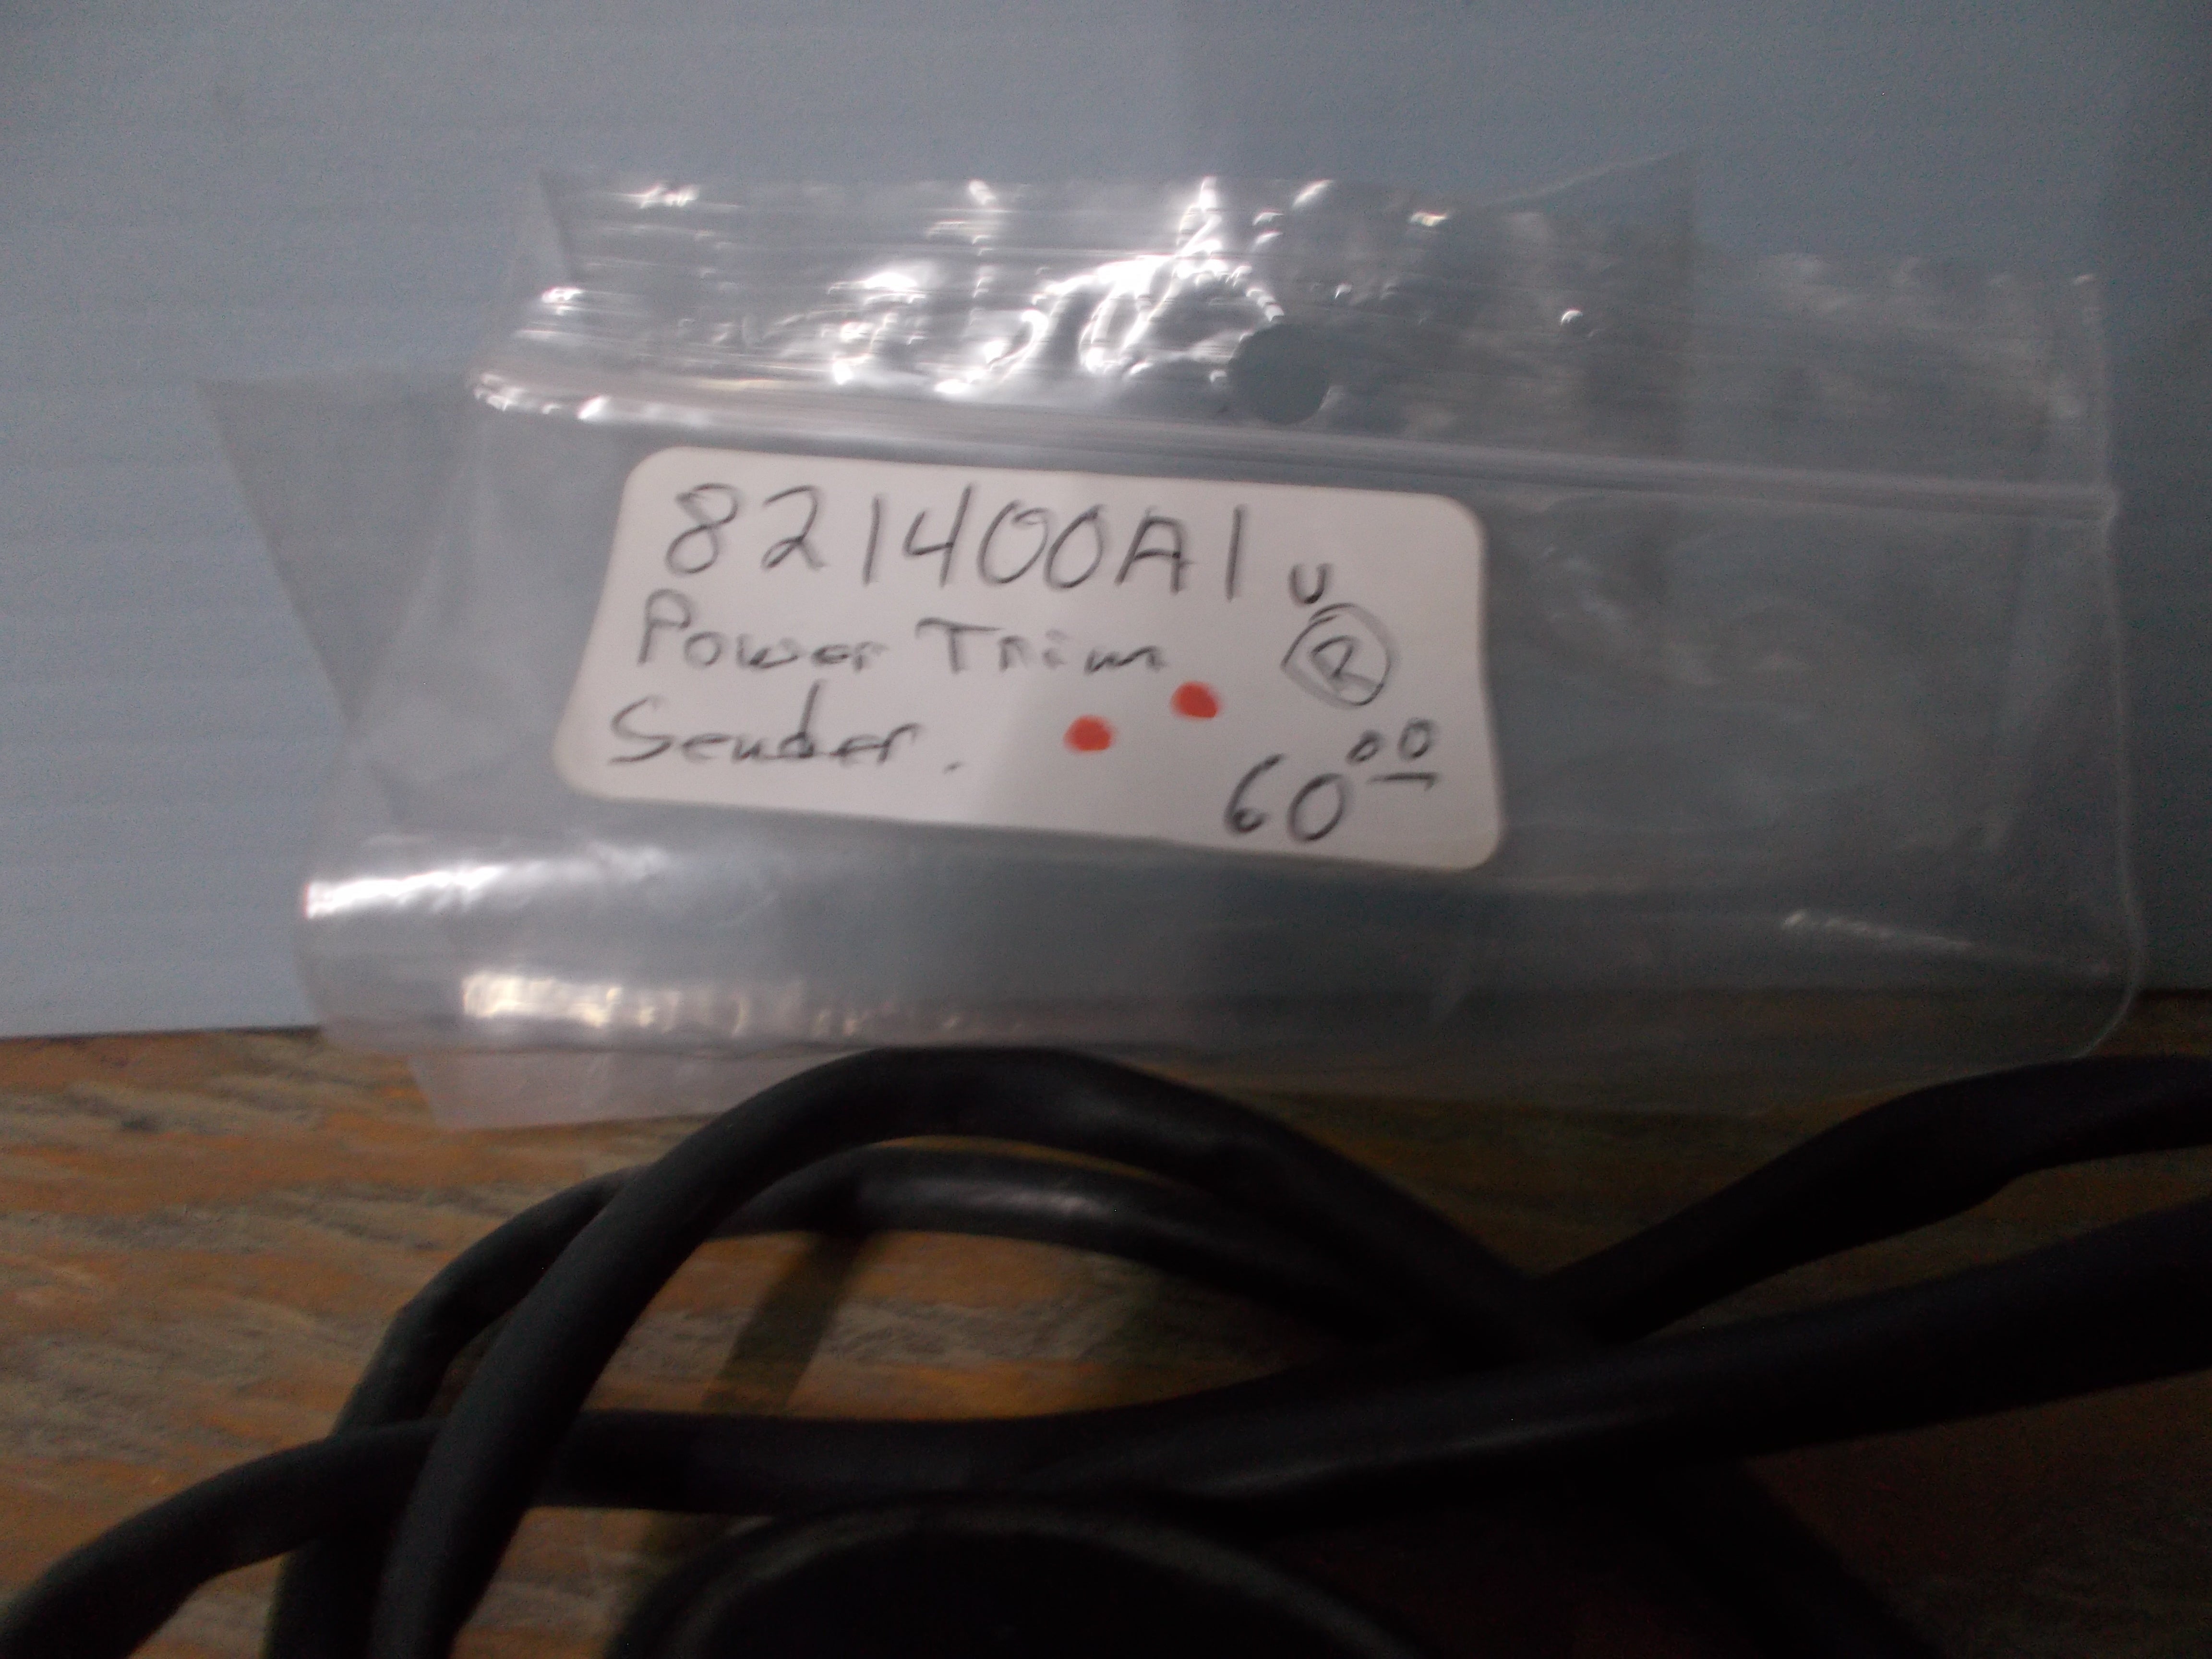 821400A1 U
Power Trim R
Sender.
60.00